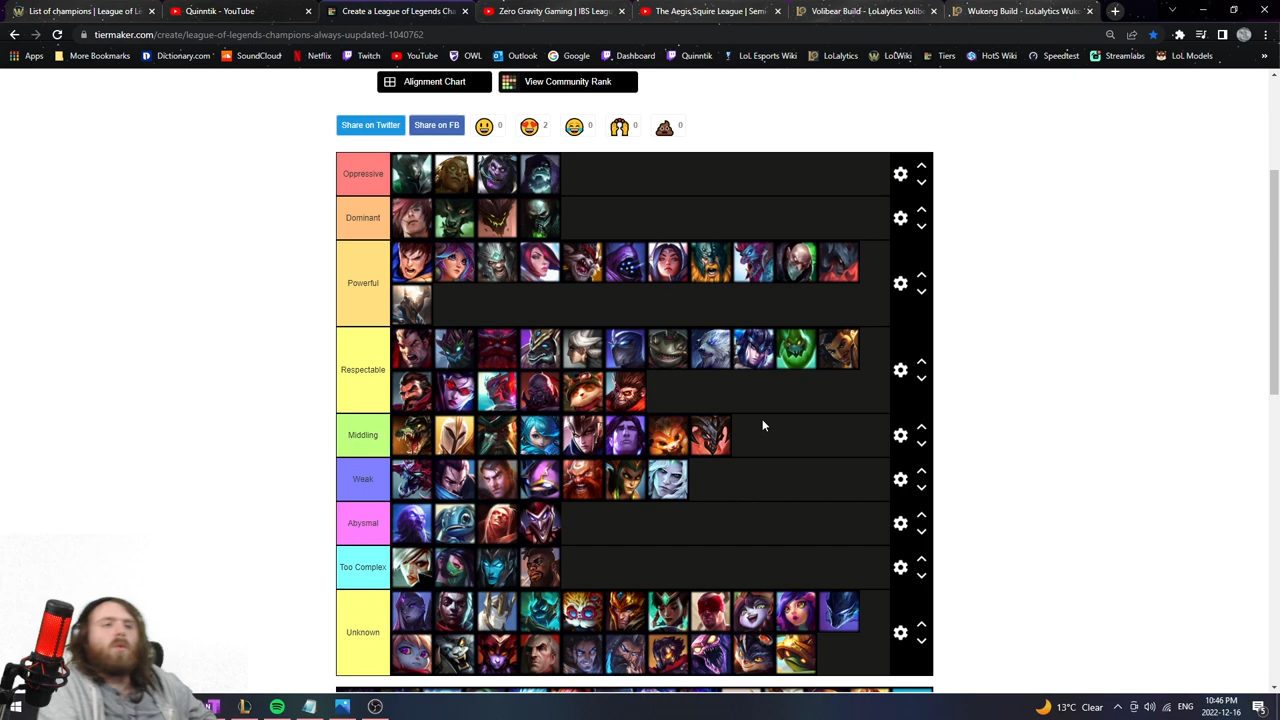 List of champions | League of L
Quinntik - YouTube
Create a League of Legends Cha
Zero Gravity | IBS Leagu
The Aegis Squire | Semi
Volibear Build - LoLalytics Voli
Wukong Build - LoLalytics Wuko
tiermaker.com/create/league-of-legends-champions-always-uupdated-1040762
Apps More Bookmarks Dictionary.com SoundCloud Netflix Twitch YouTube OWL Outlook Google Dashboard Quinntik LoL Esports Wiki LoLalytics LoLWiki Tiers HotS Wiki Speedtest Streamlabs LoL Models »
Alignment Chart View Community Rank
Share on Twitter Share on FB 0 2 0 0 0
Oppressive
Dominant
Powerful
Respectable
Middling
Weak
Abysmal
Too Complex
Unknown
13°C Clear ENG 10:46 PM
2022-12-16